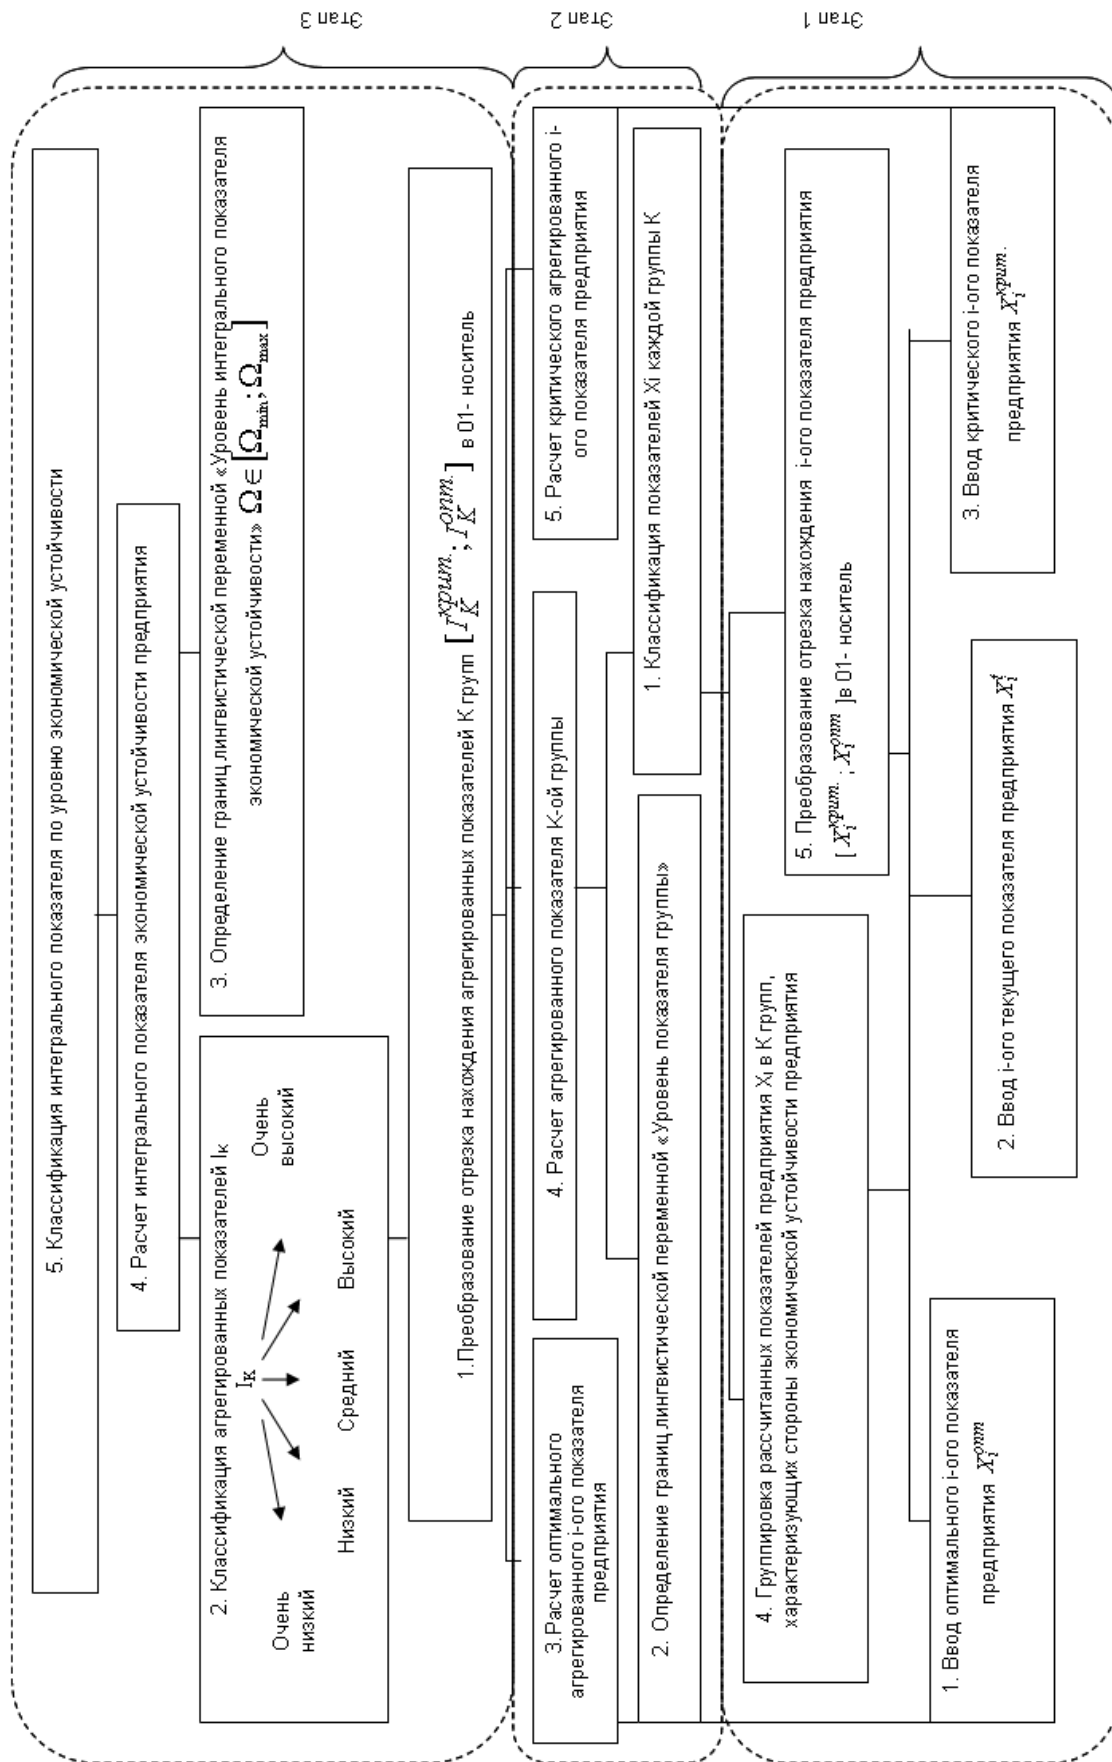 5. Классификация интегрального показателя по уровню экономической устойчивости
4. Расчет интегрального показателя экономической устойчивости предприятия
2. Классификация агрегированных показателей Iк
IK
Очень
низкий
Низкий
Средний
Высокий
Очень
высокий
3. Определение границ лингвистической переменной «Уровень интегрального показателя
экономической устойчивости» Ω ∈ [Ωmin; Ωmax]
1.Преобразование отрезка нахождения агрегированных показателей К групп [I_K^крит.; I_K^опт.] в 01- носитель
Этап 3
3.Расчет оптимального
агрегированного i-ого показателя
предприятия
4. Расчет агрегированного показателя К-ой группы
5. Расчет критического агрегированного i-
ого показателя предприятия
2. Определение границ лингвистической переменной «Уровень показателя группы»
1. Классификация показателей Xi каждой группы К
Этап 2
4. Группировка рассчитанных показателей предприятия Xi в К групп,
характеризующих стороны экономической устойчивости предприятия
5. Преобразование отрезка нахождения i-ого показателя предприятия
[ X_i^крит. ; X_i^опт ]в 01- носитель
1. Ввод оптимального i-ого показателя
предприятия X_i^опт
2. Ввод i-ого текущего показателя предприятия X_i^t
3. Ввод критического i-ого показателя
предприятия X_i^крит.
Этап 1